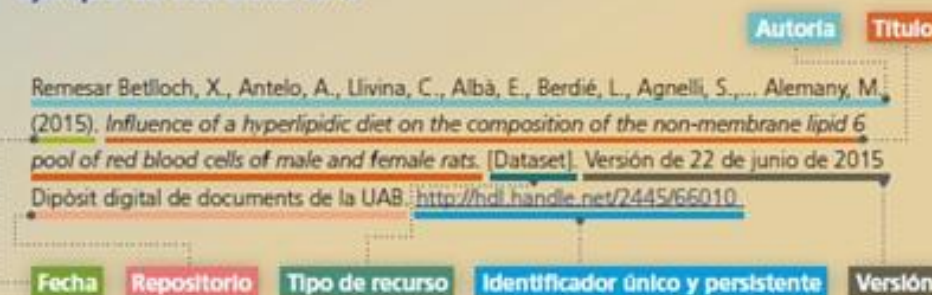 Autoría Título
Remesar Betlloch, X., Antelo, A., Llivina, C., Albà, E., Berdié, L., Agnelli, S.,... Alemany, M.
(2015). Influence of a hyperlipidic diet on the composition of the non-membrane lipid 6
pool of red blood cells of male and female rats. [Dataset]. Versión de 22 de junio de 2015
Dipòsit digital de documents de la UAB. http://hdl.handle.net/2445/66010
Fecha Repositorio Tipo de recurso Identificador único y persistente Versión